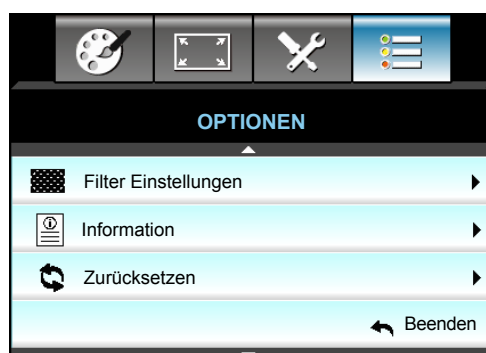 OPTIONEN
Filter Einstellungen
Information
Zurücksetzen
Beenden